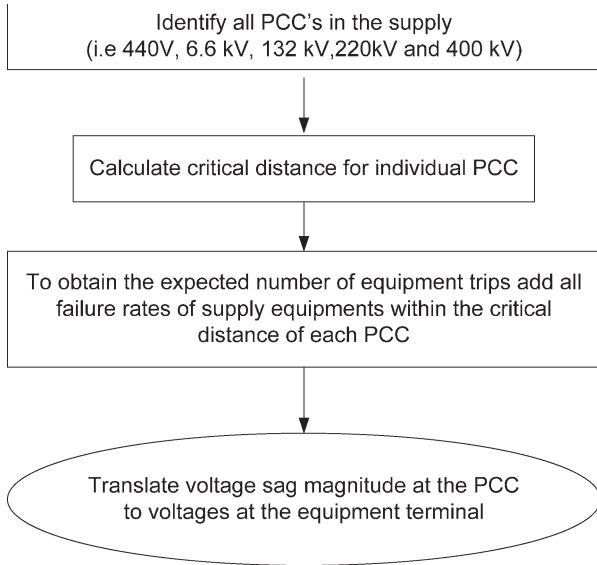 Identify all PCC's in the supply
(i.e 440V, 6.6 kV, 132 kV,220kV and 400 kV)
Calculate critical distance for individual PCC
To obtain the expected number of equipment trips add all
failure rates of supply equipments within the critical
distance of each PCC
Translate voltage sag magnitude at the PCC
to voltages at the equipment terminal